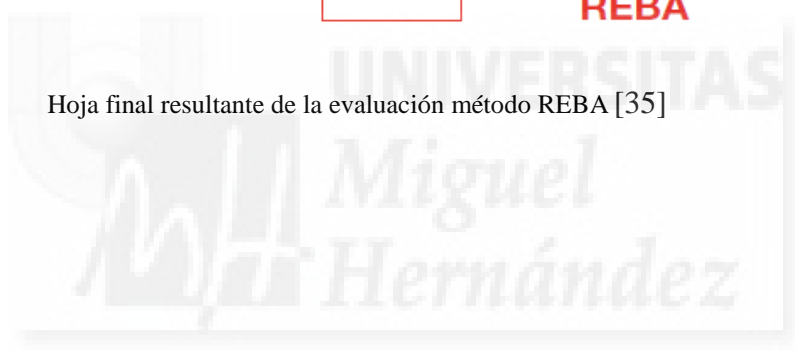 REBA
UNIVERSITAS
Hoja final resultante de la evaluación método REBA [35]
Miguel
Hernández